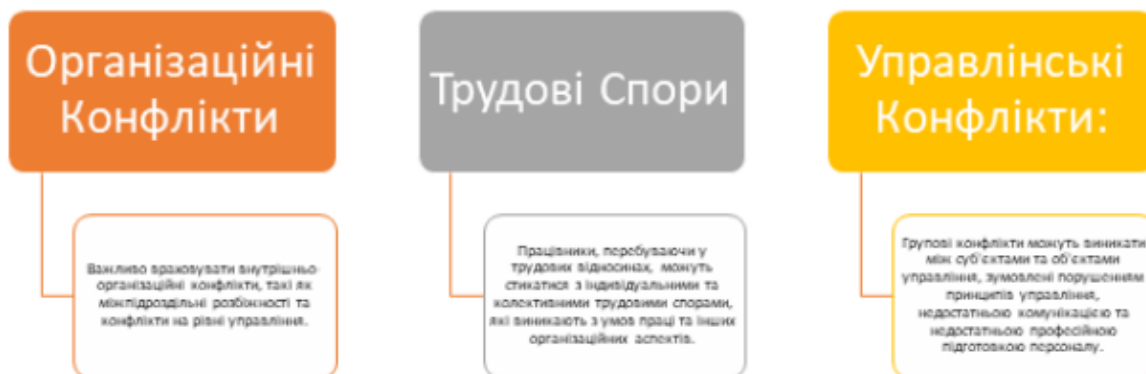 Організаційні
Конфлікти
Важливо враховувати внутрішньо
організаційні конфлікти, такі як
міжпідроздільні розбіжності та
конфлікти на рівні управління.
Трудові Спори
Працівники, перебуваючи у
трудових відносинах, можуть
стикатися з індивідуальними та
колективними трудовими спорами,
які виникають з умов праці та інших
організаційних аспектів.
Управлінські
Конфлікти:
Групові конфлікти можуть виникати
між суб'єктами та об'єктами
управління, зумовлені порушенням
принципів управління,
недостатньою комунікацією та
недостатньою професійною
підготовкою персоналу.